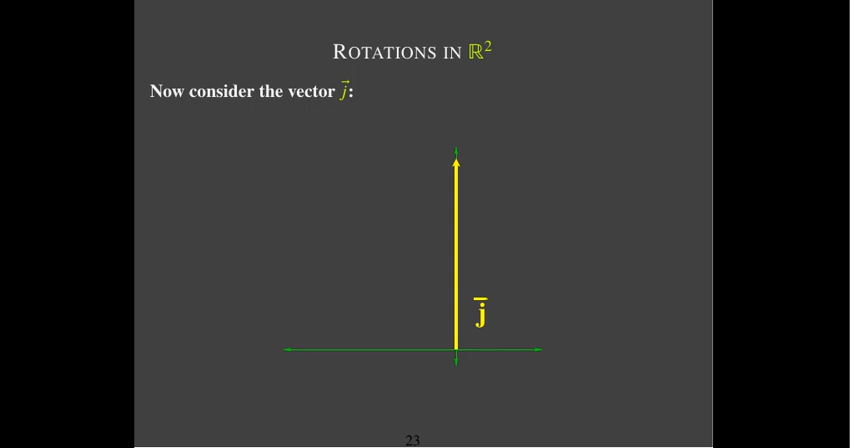 ROTATIONS IN ℝ²
Now consider the vector j⃗:
j̄
23